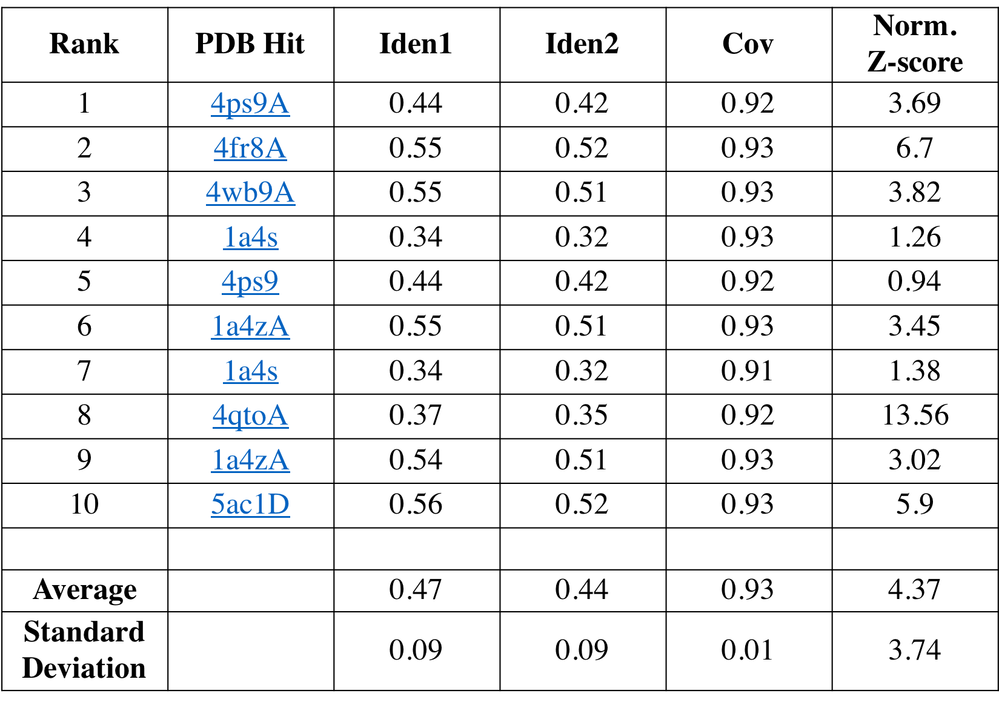 Rank PDB Hit Iden1 Iden2 Cov Norm.
Z-score
1 4ps9A 0.44 0.42 0.92 3.69
2 4fr8A 0.55 0.52 0.93 6.7
3 4wb9A 0.55 0.51 0.93 3.82
4 1a4s 0.34 0.32 0.93 1.26
5 4ps9 0.44 0.42 0.92 0.94
6 1a4zA 0.55 0.51 0.93 3.45
7 1a4s 0.34 0.32 0.91 1.38
8 4qtoA 0.37 0.35 0.92 13.56
9 1a4zA 0.54 0.51 0.93 3.02
10 5ac1D 0.56 0.52 0.93 5.9
Average 0.47 0.44 0.93 4.37
Standard
Deviation 0.09 0.09 0.01 3.74